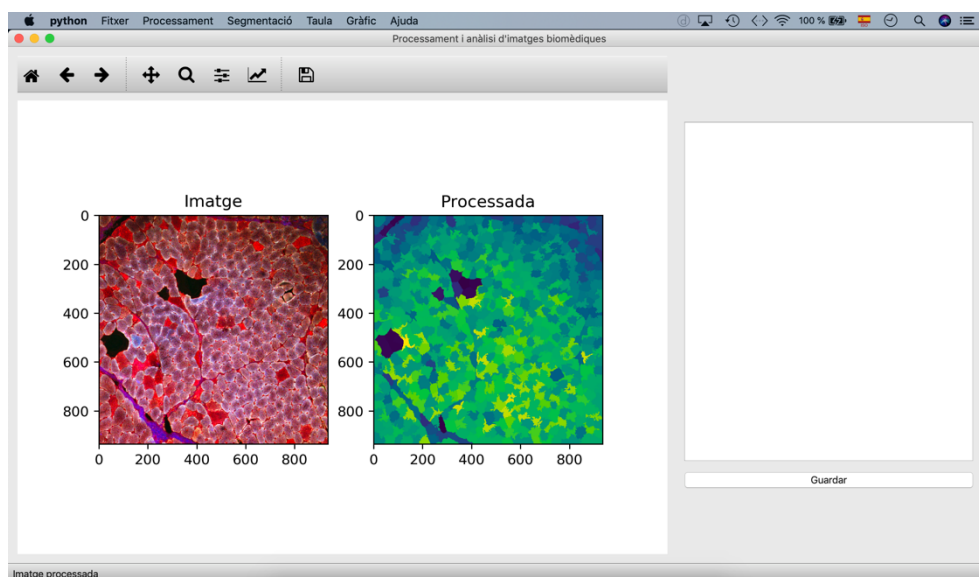 python Fitxer Processament Segmentació Taula Gràfic Ajuda 100 %
Processament i anàlisi d'imatges biomèdiques
Imatge Processada
0 0
200 200
400 400
600 600
800 800
0 200 400 600 800 0 200 400 600 800
Guardar
Imatge processada